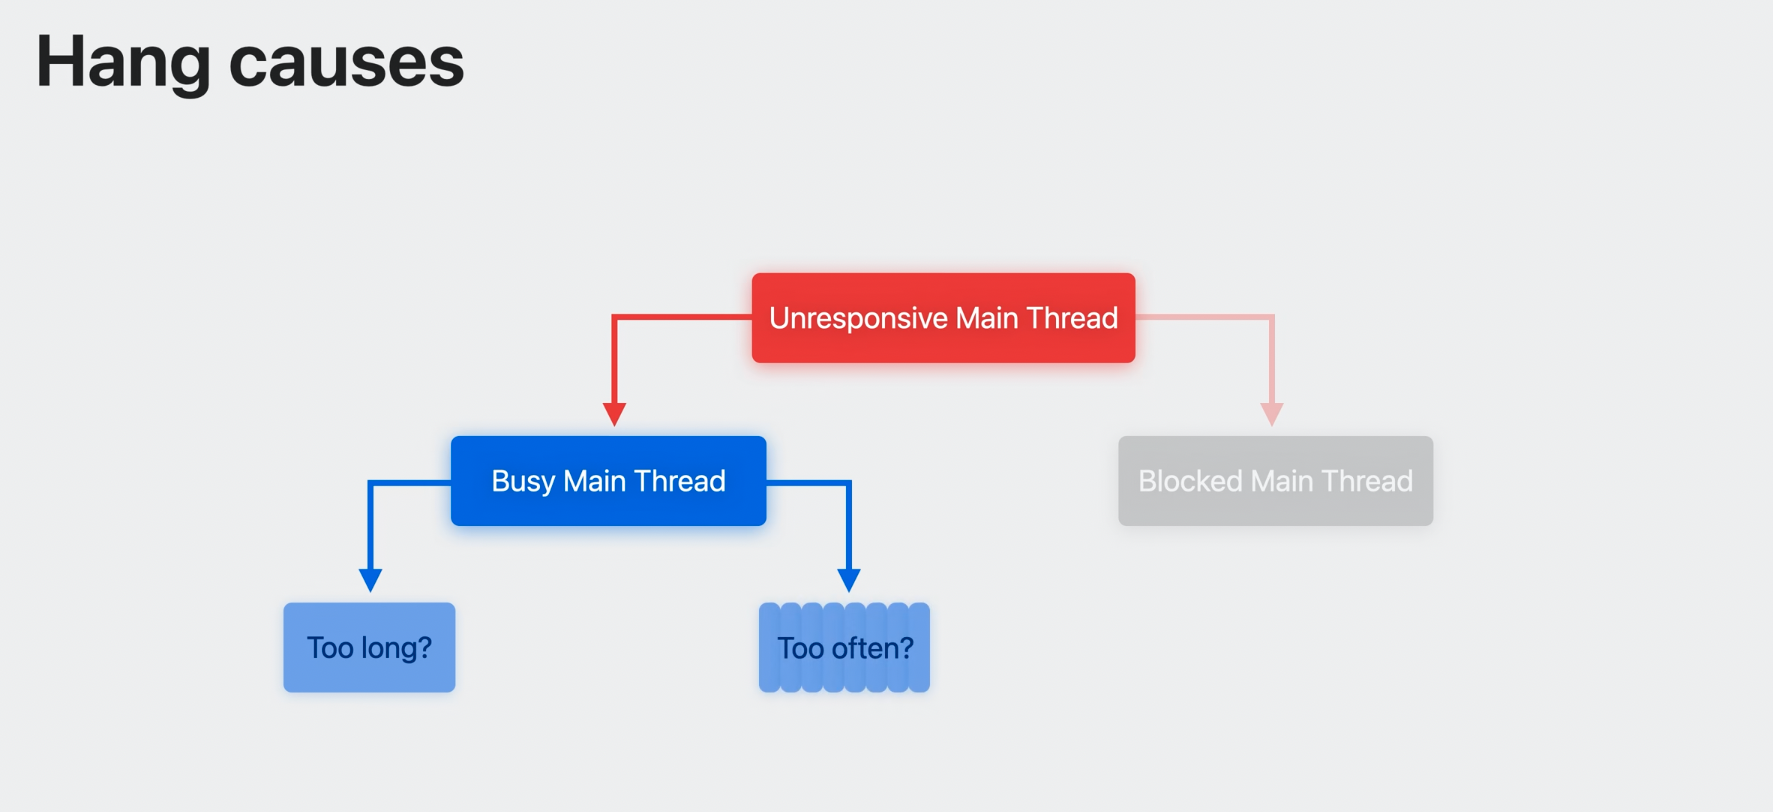 Hang causes
Unresponsive Main Thread
Busy Main Thread
Blocked Main Thread
Too long?
Too often?